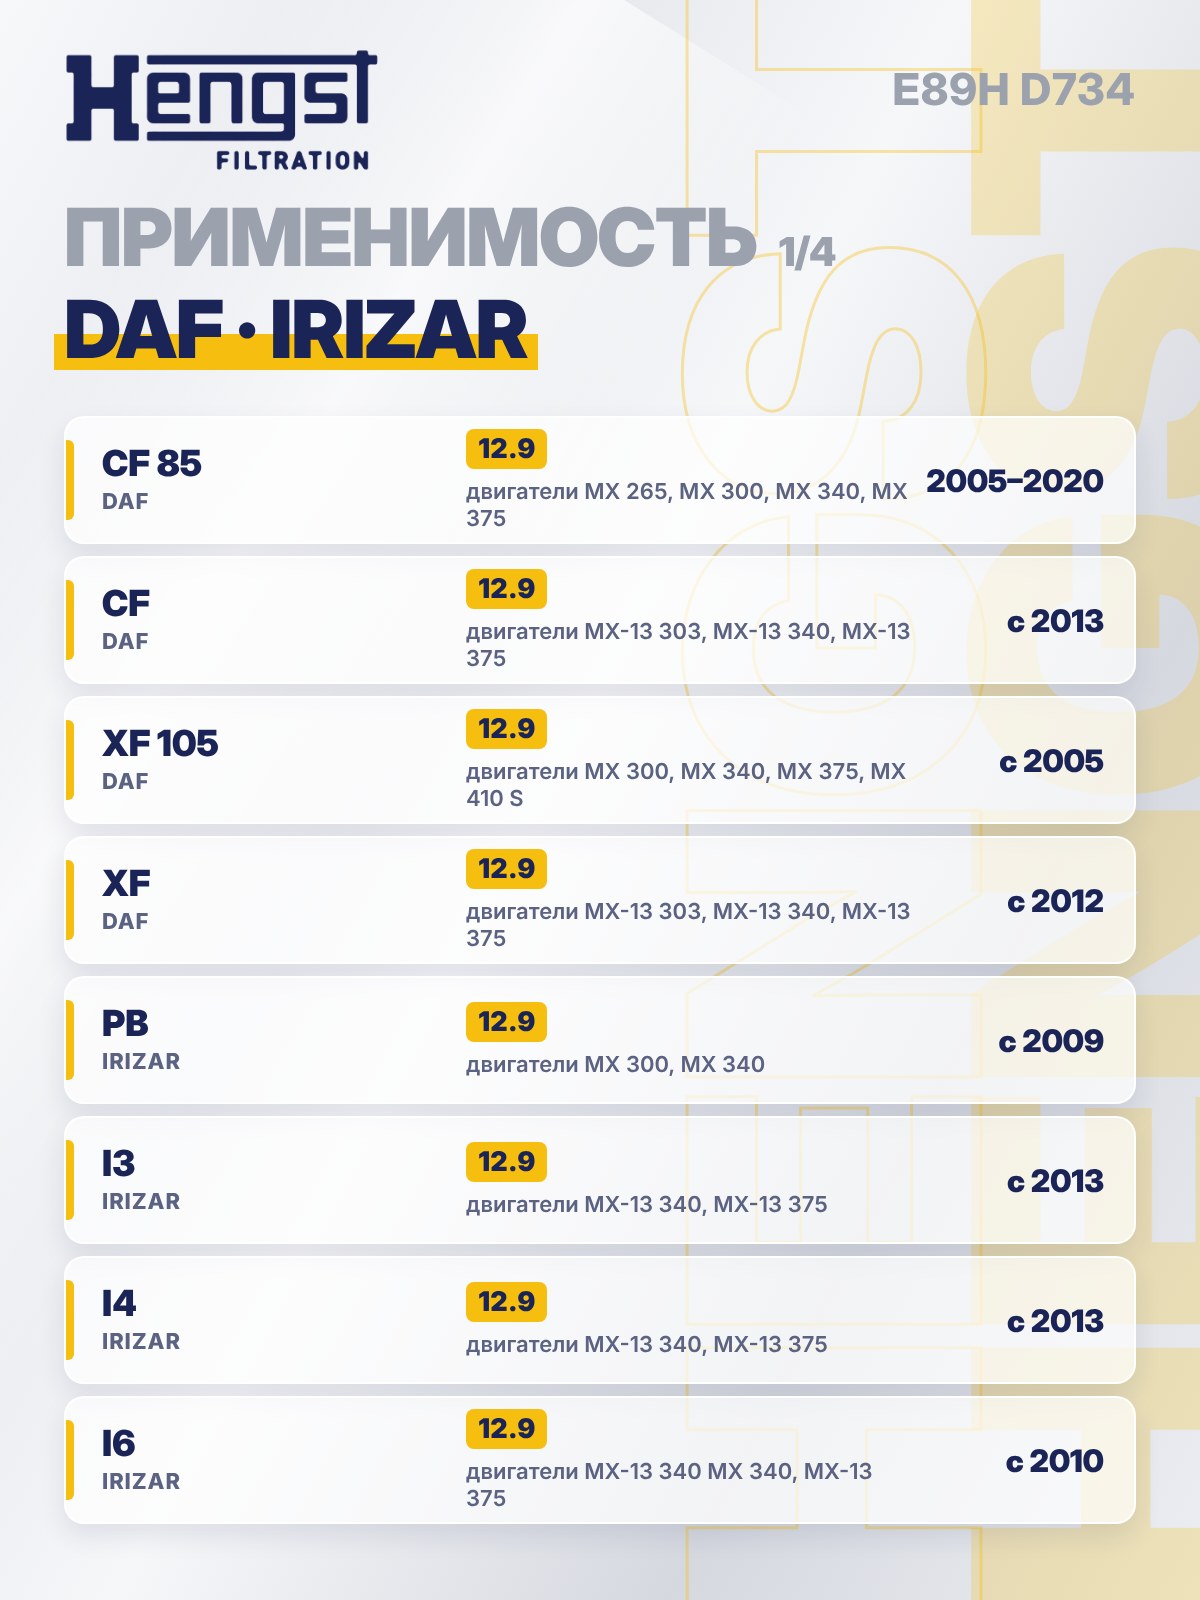 Hengst
FILTRATION
E89H D734
ПРИМЕНИМОСТЬ 1/4
DAF · IRIZAR
CF 85
DAF
12.9
двигатели MX 265, MX 300, MX 340, MX
375
2005–2020
CF
DAF
12.9
двигатели MX-13 303, MX-13 340, MX-13
375
с 2013
XF 105
DAF
12.9
двигатели MX 300, MX 340, MX 375, MX
410 S
с 2005
XF
DAF
12.9
двигатели MX-13 303, MX-13 340, MX-13
375
с 2012
PB
IRIZAR
12.9
двигатели MX 300, MX 340
с 2009
I3
IRIZAR
12.9
двигатели MX-13 340, MX-13 375
с 2013
I4
IRIZAR
12.9
двигатели MX-13 340, MX-13 375
с 2013
I6
IRIZAR
12.9
двигатели MX-13 340 MX 340, MX-13
375
с 2010
HENGST
HENGST